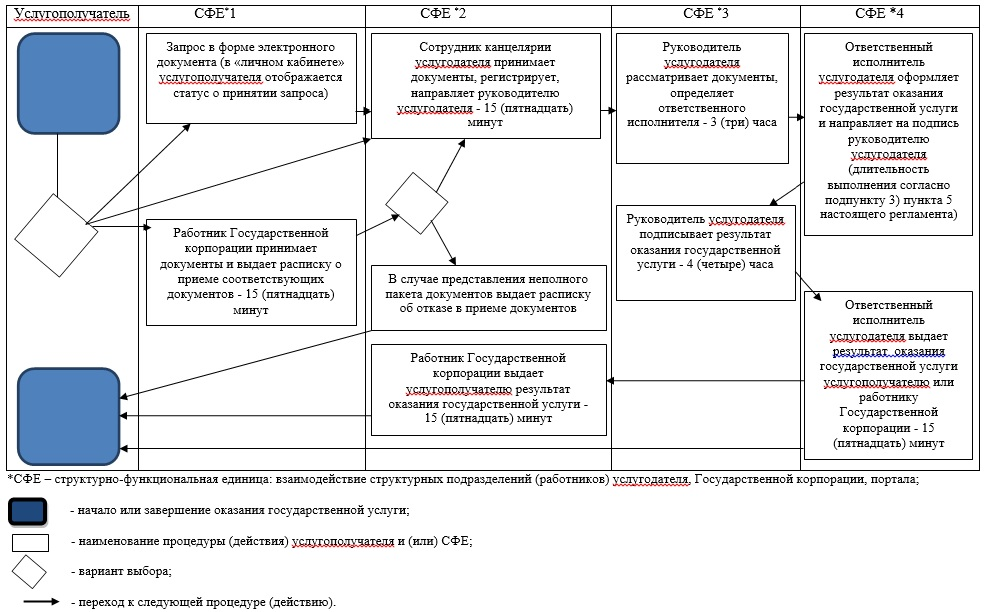 Услугополучатель
СФЕ*1
СФЕ *2
СФЕ *3
СФЕ *4
Запрос в форме электронного
документа (в «личном кабинете»
услугополучателя отображается
статус о принятии запроса)
Работник Государственной
корпорации принимает
документы и выдает расписку о
приеме соответствующих
документов - 15 (пятнадцать)
минут
Сотрудник канцелярии
услугодателя принимает
документы, регистрирует,
направляет руководителю
услугодателя - 15 (пятнадцать)
минут
В случае представления неполного
пакета документов выдает расписку
об отказе в приеме документов
Работник Государственной
корпорации выдает
услугополучателю результат
оказания государственной услуги -
15 (пятнадцать) минут
Руководитель
услугодателя
рассматривает документы,
определяет
ответственного
исполнителя - 3 (три) часа
Руководитель услугодателя
подписывает результат
оказания государственной
услуги - 4 (четыре) часа
Ответственный
исполнитель
услугодателя оформляет
результат оказания
государственной услуги
и направляет на подпись
руководителю
услугодателя
(длительность
выполнения согласно
подпункту 3) пункта 5
настоящего регламента)
Ответственный
исполнитель
услугодателя выдает
результат оказания
государственной услуги
услугополучателю или
работнику
Государственной
корпорации - 15
(пятнадцать) минут
*СФЕ – структурно-функциональная единица: взаимодействие структурных подразделений (работников) услугодателя, Государственной корпорации, портала;
- начало или завершение оказания государственной услуги;
- наименование процедуры (действия) услугополучателя и (или) СФЕ;
- вариант выбора;
- переход к следующей процедуре (действию).